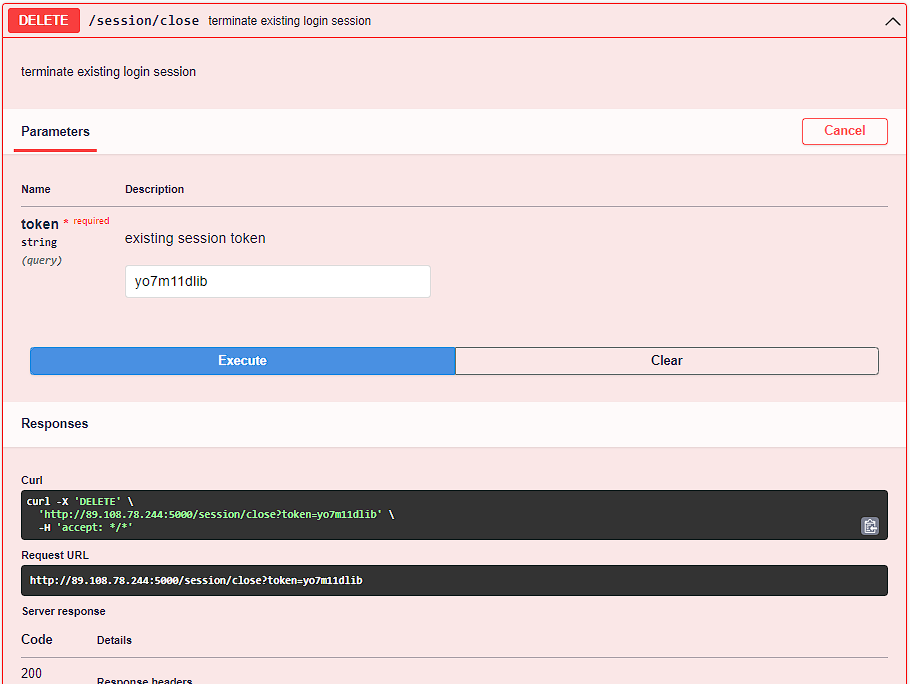 DELETE /session/close terminate existing login session
terminate existing login session
Parameters
Cancel
Name Description
token * required
string
(query)
existing session token
yo7m11dlib
Execute Clear
Responses
Curl
curl -X 'DELETE' \
'http://89.108.78.244:5000/session/close?token=yo7m11dlib' \
-H 'accept: */*'
Request URL
http://89.108.78.244:5000/session/close?token=yo7m11dlib
Server response
Code Details
200
Response headers